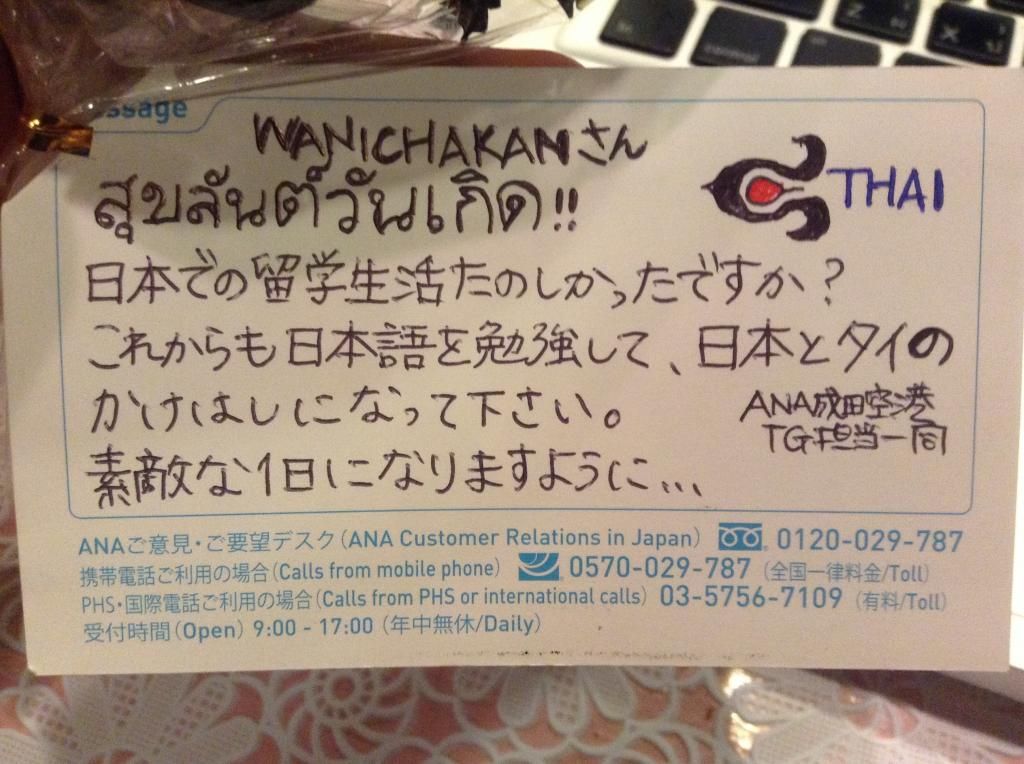 ssage
WANICHAKANさん
สุขสันต์วันเกิด!!
THAI
日本での留学生活たのしかったですか?
これからも日本語を勉強して、日本とタイの
かけはしになって下さい。
ANA成田空港
TG担当一同
素敵な1日になりますように...
ANAご意見・ご要望デスク(ANA Customer Relations in Japan) 0120-029-787
携帯電話ご利用の場合(Calls from mobile phone) 0570-029-787 (全国一律料金/Toll)
PHS・国際電話ご利用の場合(Calls from PHS or international calls) 03-5756-7109 (有料/Toll)
受付時間(Open) 9:00 - 17:00 (年中無休/Daily)
Z
X